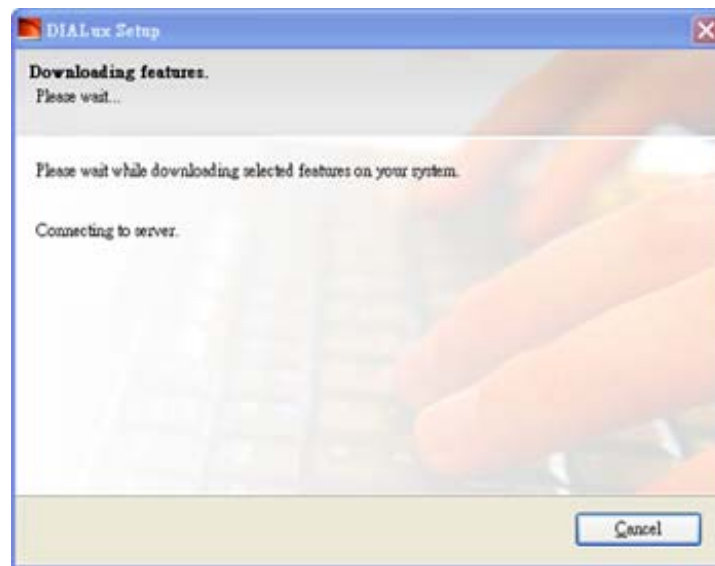 DIALux Setup
Downloading features.
Please wait...
Please wait while downloading selected features on your system.
Connecting to server.
Cancel